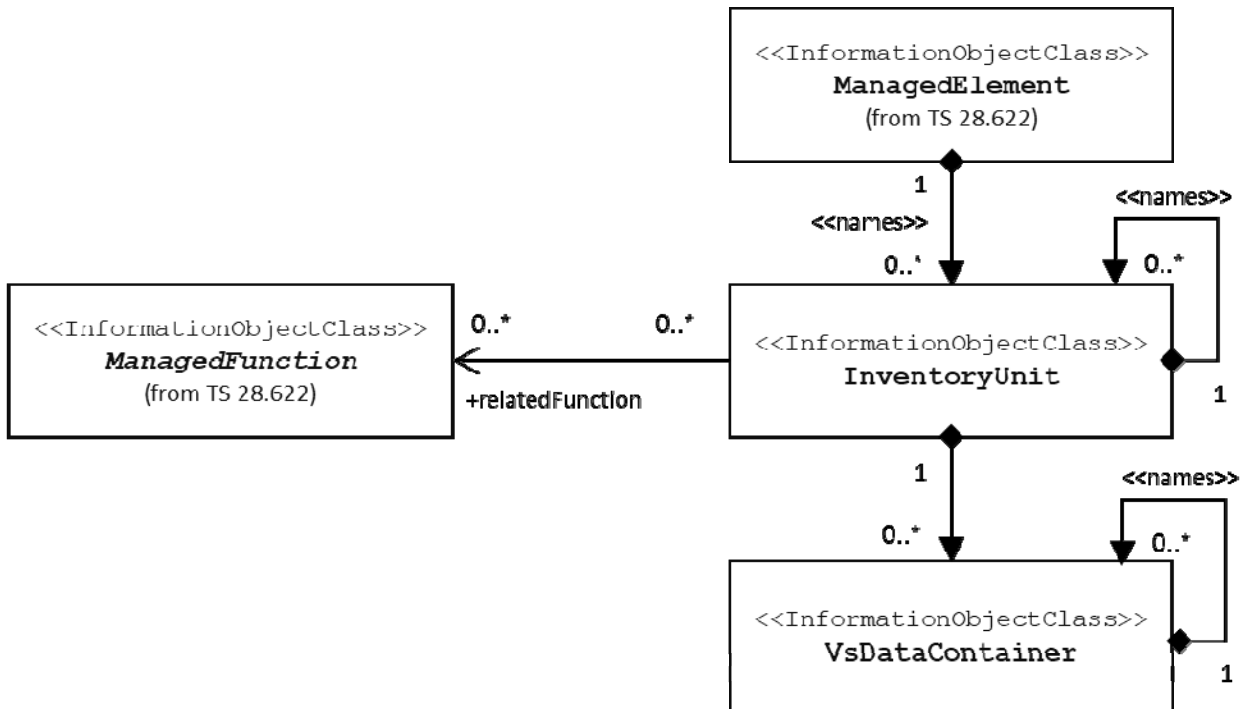 <<InformationObjectClass>>
ManagedElement
(from TS 28.622)
1
<<names>>
<<names>>
0..*
0..*
<<InformationObjectClass>>
ManagedFunction
(from TS 28.622)
0..*
0..*
+relatedFunction
<<InformationObjectClass>>
InventoryUnit
1
1
<<names>>
0..*
0..*
<<InformationObjectClass>>
VsDataContainer
1